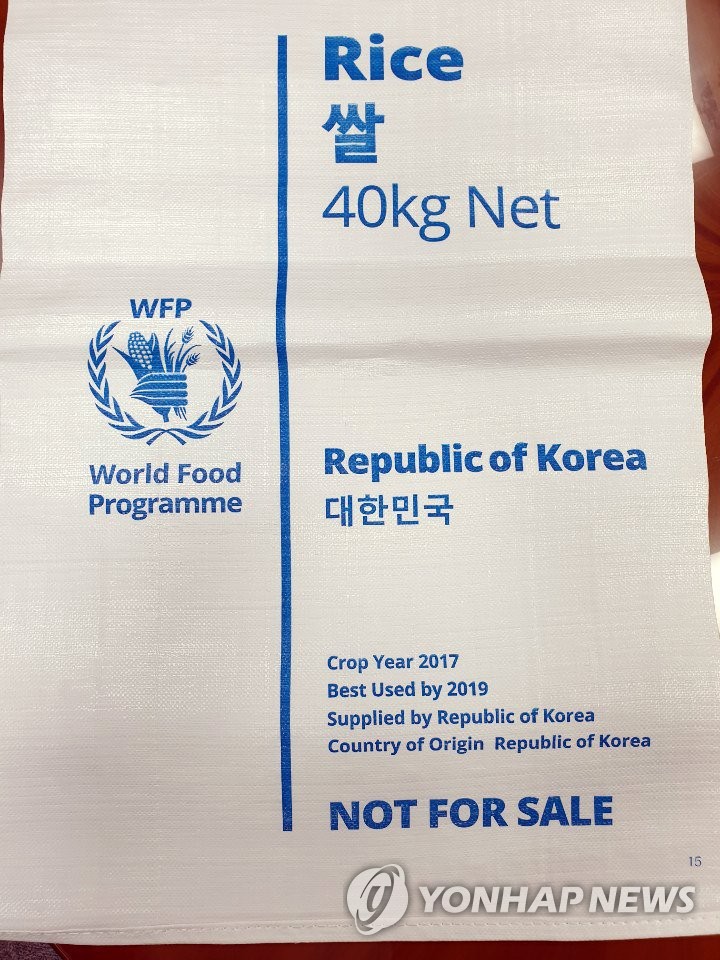 Rice
쌀
40kg Net
WFP
World Food
Programme
Republic of Korea
대한민국
Crop Year 2017
Best Used by 2019
Supplied by Republic of Korea
Country of Origin Republic of Korea
NOT FOR SALE
15
YONHAP NEWS